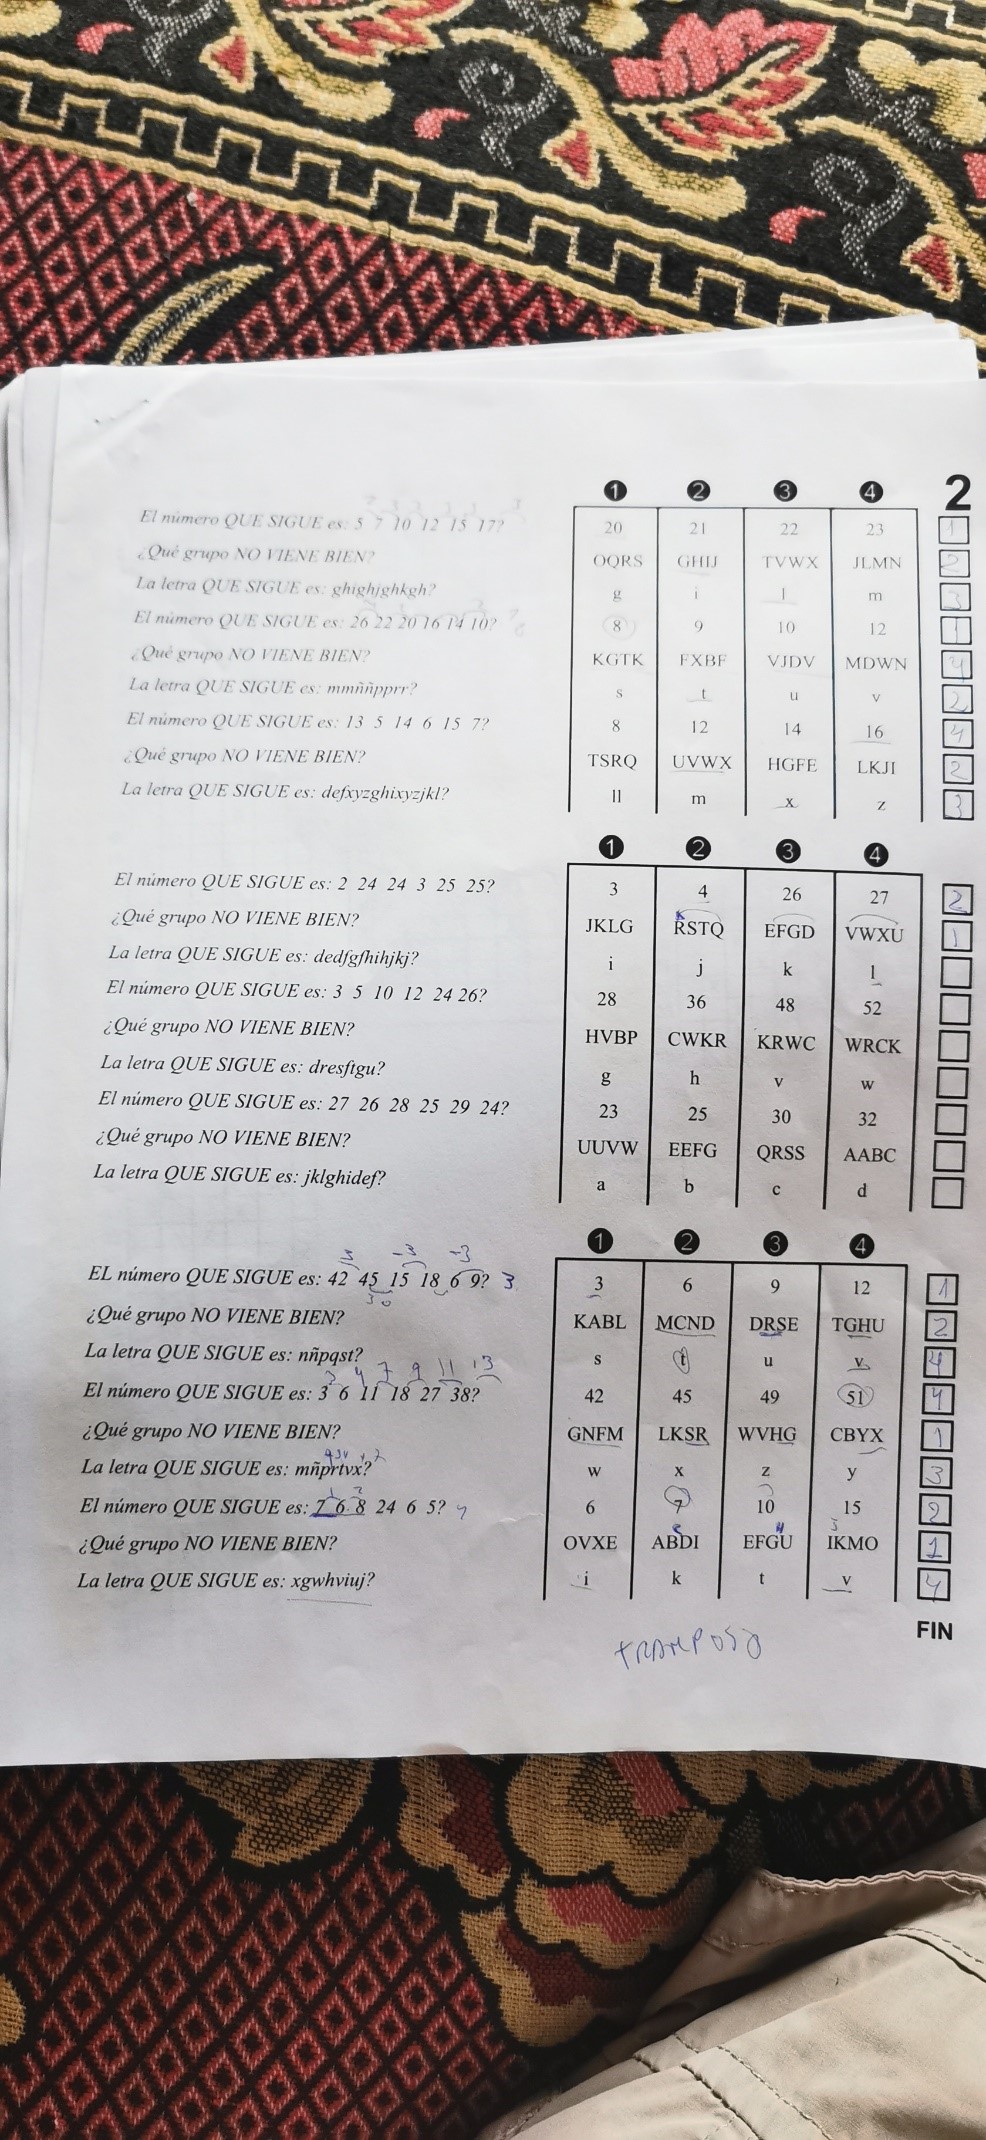 ❶ ❷ ❸ ❹ 2
El número QUE SIGUE es: 5 7 10 12 15 17? 20 21 22 23 1
¿Qué grupo NO VIENE BIEN? OQRS GHIJ TVWX JLMN 2
La letra QUE SIGUE es: ghighjghkgh? g i l m 3
El número QUE SIGUE es: 26 22 20 16 14 10? 8 9 10 12 1
¿Qué grupo NO VIENE BIEN? KGTK FXBF VJDV MDWN 4
La letra QUE SIGUE es: mmññpprr? s t u v 2
El número QUE SIGUE es: 13 5 14 6 15 7? 8 12 14 16 4
¿Qué grupo NO VIENE BIEN? TSRQ UVWX HGFE LKJI 2
La letra QUE SIGUE es: defxyzghixyzjkl? ll m x z 3
❶ ❷ ❸ ❹
El número QUE SIGUE es: 2 24 24 3 25 25? 3 4 26 27 2
¿Qué grupo NO VIENE BIEN? JKLG RSTQ EFGD VWXU 1
La letra QUE SIGUE es: dedfgfhihjkj? i j k l
El número QUE SIGUE es: 3 5 10 12 24 26? 28 36 48 52
¿Qué grupo NO VIENE BIEN? HVBP CWKR KRWC WRCK
La letra QUE SIGUE es: dresftgu? g h v w
El número QUE SIGUE es: 27 26 28 25 29 24? 23 25 30 32
¿Qué grupo NO VIENE BIEN? UUVW EEFG QRSS AABC
La letra QUE SIGUE es: jklghidef? a b c d
❶ ❷ ❸ ❹
3 -3 -3
EL número QUE SIGUE es: 42 45 15 18 6 9? 3 3 6 9 12 1
30
¿Qué grupo NO VIENE BIEN? KABL MCND DRSE TGHU 2
La letra QUE SIGUE es: nñpqst? s t u v 4
3 4 7 9 11 13
El número QUE SIGUE es: 3 6 11 18 27 38? 42 45 49 51 4
¿Qué grupo NO VIENE BIEN? GNFM LKSR WVHG CBYX 1
La letra QUE SIGUE es: mñprtvx? w x z y 3
El número QUE SIGUE es: 7 6 8 24 6 5? 4 6 7 10 15 2
¿Qué grupo NO VIENE BIEN? OVXE ABDI EFGU IKMO 1
La letra QUE SIGUE es: xgwhviuj? i k t v 4
FIN